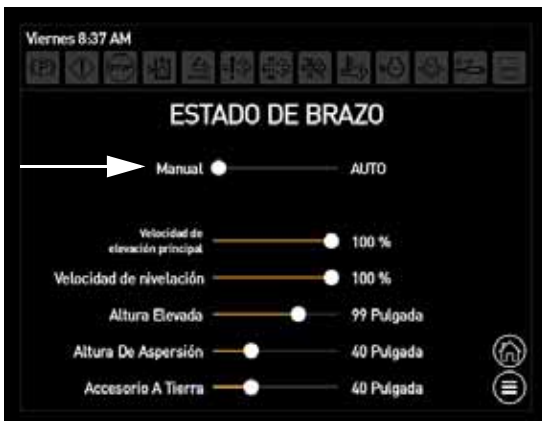 Viernes 8:37 AM
ESTADO DE BRAZO
Manual AUTO
Velocidad de
elevación principal 100 %
Velocidad de nivelación 100 %
Altura Elevada 99 Pulgada
Altura De Aspersión 40 Pulgada
Accesorio A Tierra 40 Pulgada